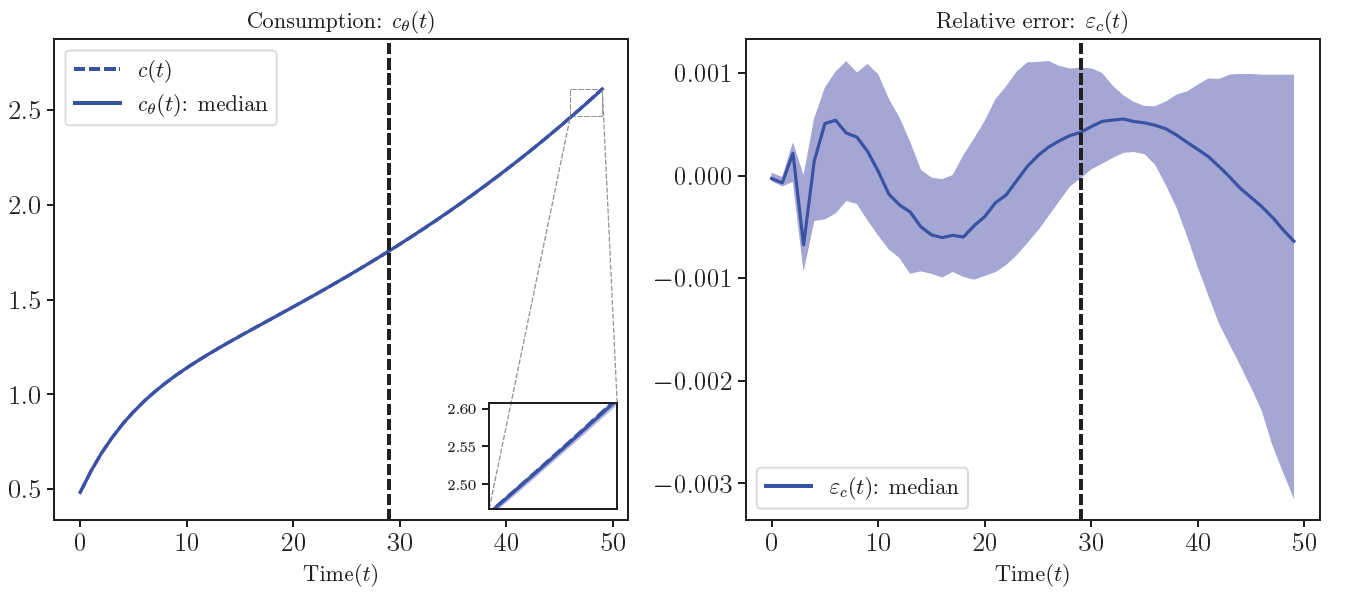 Consumption: cθ(t)
c(t)
cθ(t): median
2.5
2.0
1.5
1.0
0.5
2.60
2.55
2.50
0 10 20 30 40 50
Time(t)
Relative error: εc(t)
0.001
0.000
−0.001
−0.002
−0.003
εc(t): median
0 10 20 30 40 50
Time(t)